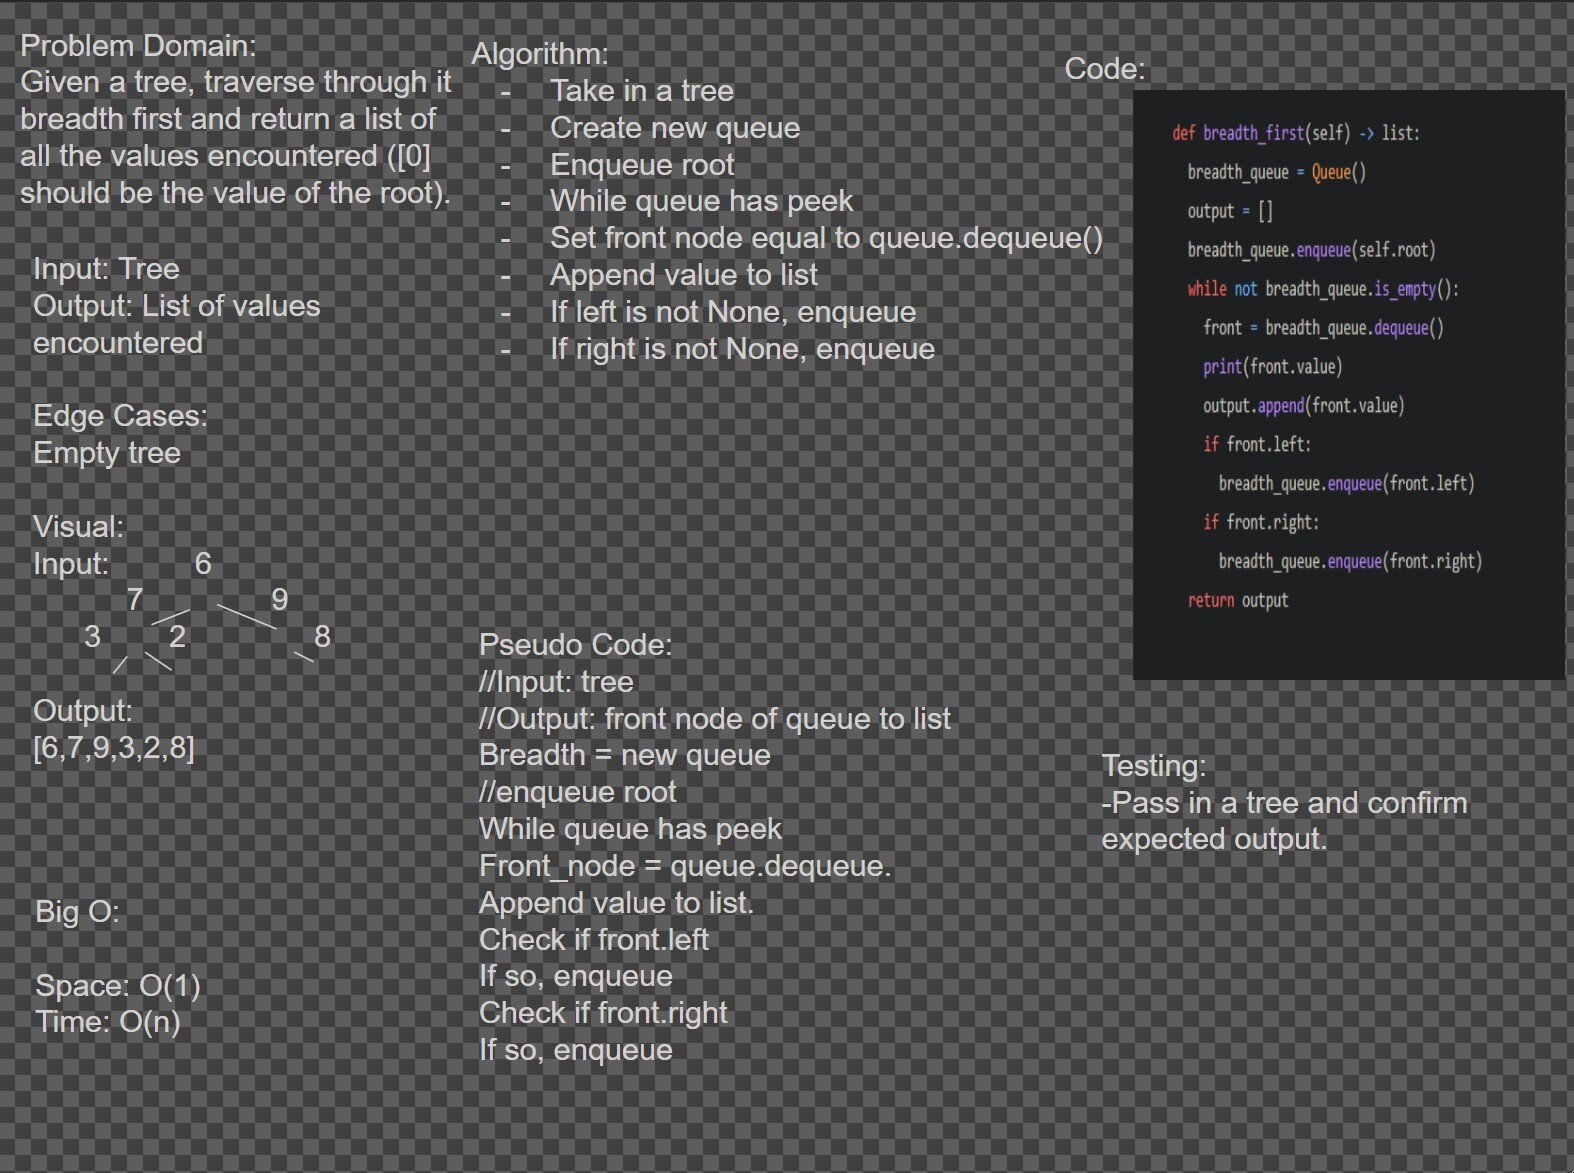 Problem Domain:
Given a tree, traverse through it
breadth first and return a list of
all the values encountered ([0]
should be the value of the root).
Input: Tree
Output: List of values
encountered
Edge Cases:
Empty tree
Visual:
Input: 6
7 9
3 2 8
Output:
[6,7,9,3,2,8]
Big O:
Space: O(1)
Time: O(n)
Algorithm:
- Take in a tree
- Create new queue
- Enqueue root
- While queue has peek
- Set front node equal to queue.dequeue()
- Append value to list
- If left is not None, enqueue
- If right is not None, enqueue
Pseudo Code:
//Input: tree
//Output: front node of queue to list
Breadth = new queue
//enqueue root
While queue has peek
Front_node = queue.dequeue.
Append value to list.
Check if front.left
If so, enqueue
Check if front.right
If so, enqueue
Code:
def breadth_first(self) -> list:
breadth_queue = Queue()
output = []
breadth_queue.enqueue(self.root)
while not breadth_queue.is_empty():
front = breadth_queue.dequeue()
print(front.value)
output.append(front.value)
if front.left:
breadth_queue.enqueue(front.left)
if front.right:
breadth_queue.enqueue(front.right)
return output
Testing:
-Pass in a tree and confirm
expected output.